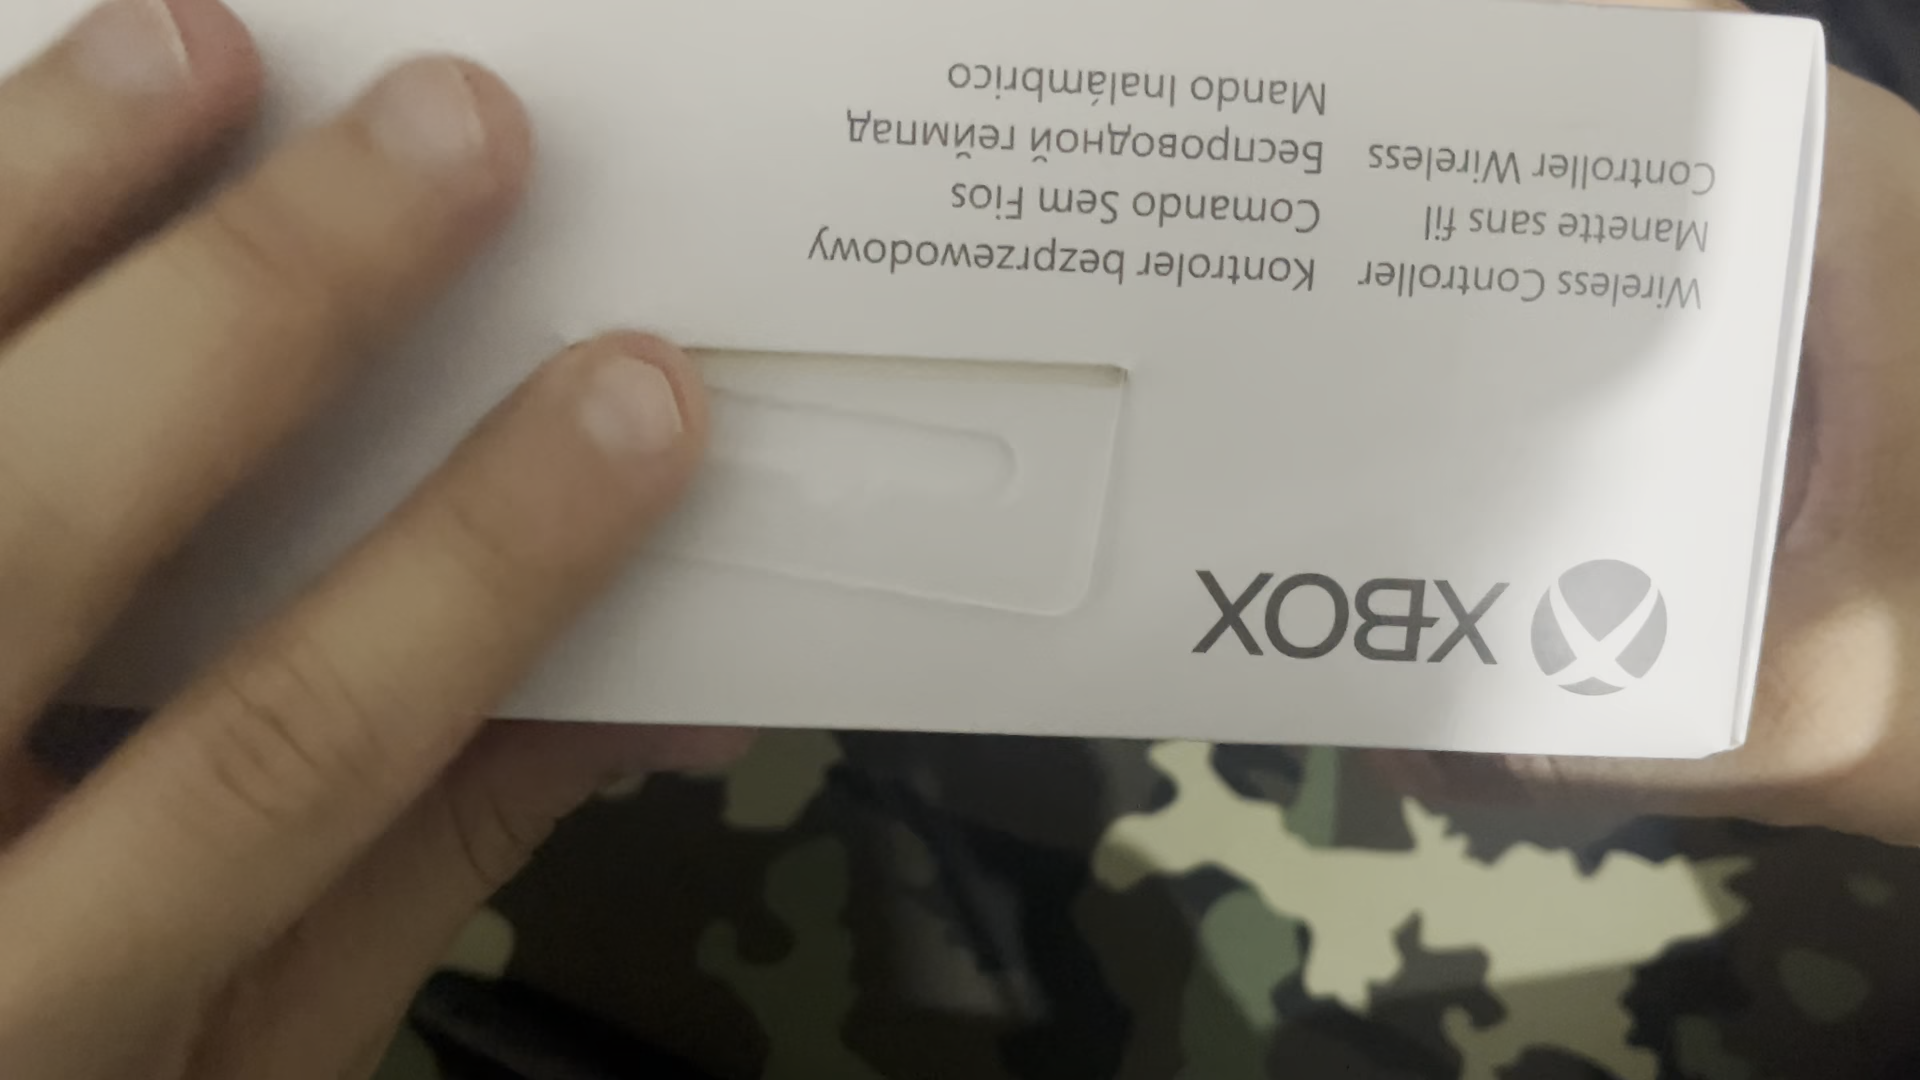 XBOX
Wireless Controller
Manette sans fil
Controller Wireless
Kontroler bezprzewodowy
Comando Sem Fios
Беспроводной геймпад
Mando Inalámbrico